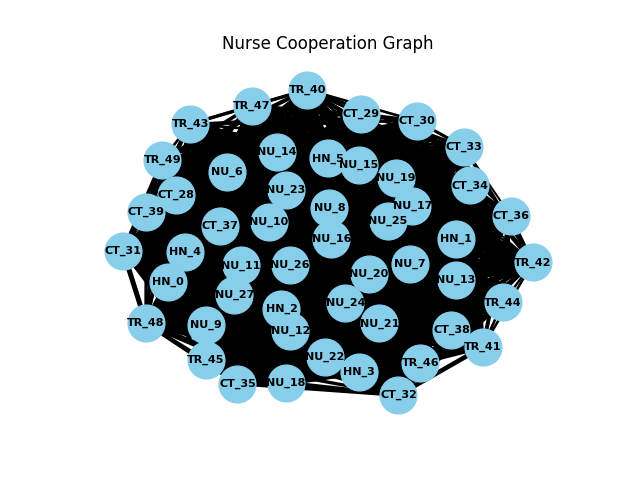 Nurse Cooperation Graph
TR_40
TR_47
CT_29
CT_30
TR_43
CT_33
NU_14
HN_5
TR_49
NU_15
NU_6
NU_19
CT_34
NU_23
CT_28
NU_17
NU_8
CT_39
CT_36
NU_10
NU_25
CT_37
NU_16
HN_1
CT_31
HN_4
TR_42
NU_7
NU_11
NU_26
NU_20
NU_13
HN_0
NU_27
TR_44
NU_24
HN_2
TR_48
NU_21
NU_9
CT_38
NU_12
TR_41
NU_22
TR_45
TR_46
HN_3
NU_18
CT_35
CT_32